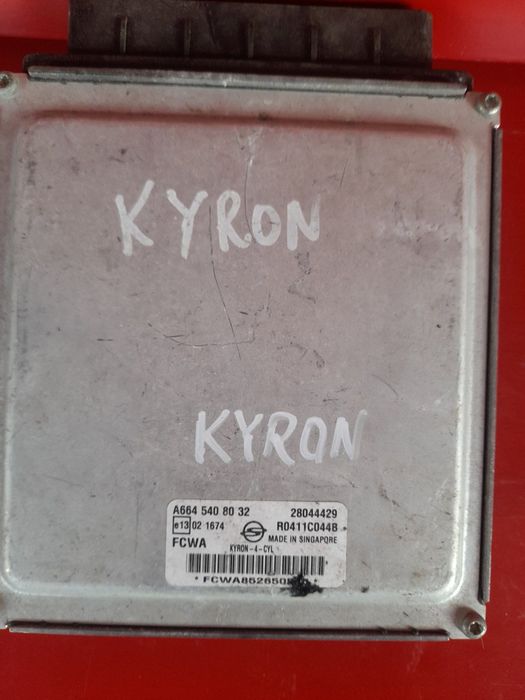 KYRON
KYRON
A664 540 80 32 28044429
e13 02 1674 R0411C044B
MADE IN SINGAPORE
FCWA KYRON-4-CYL